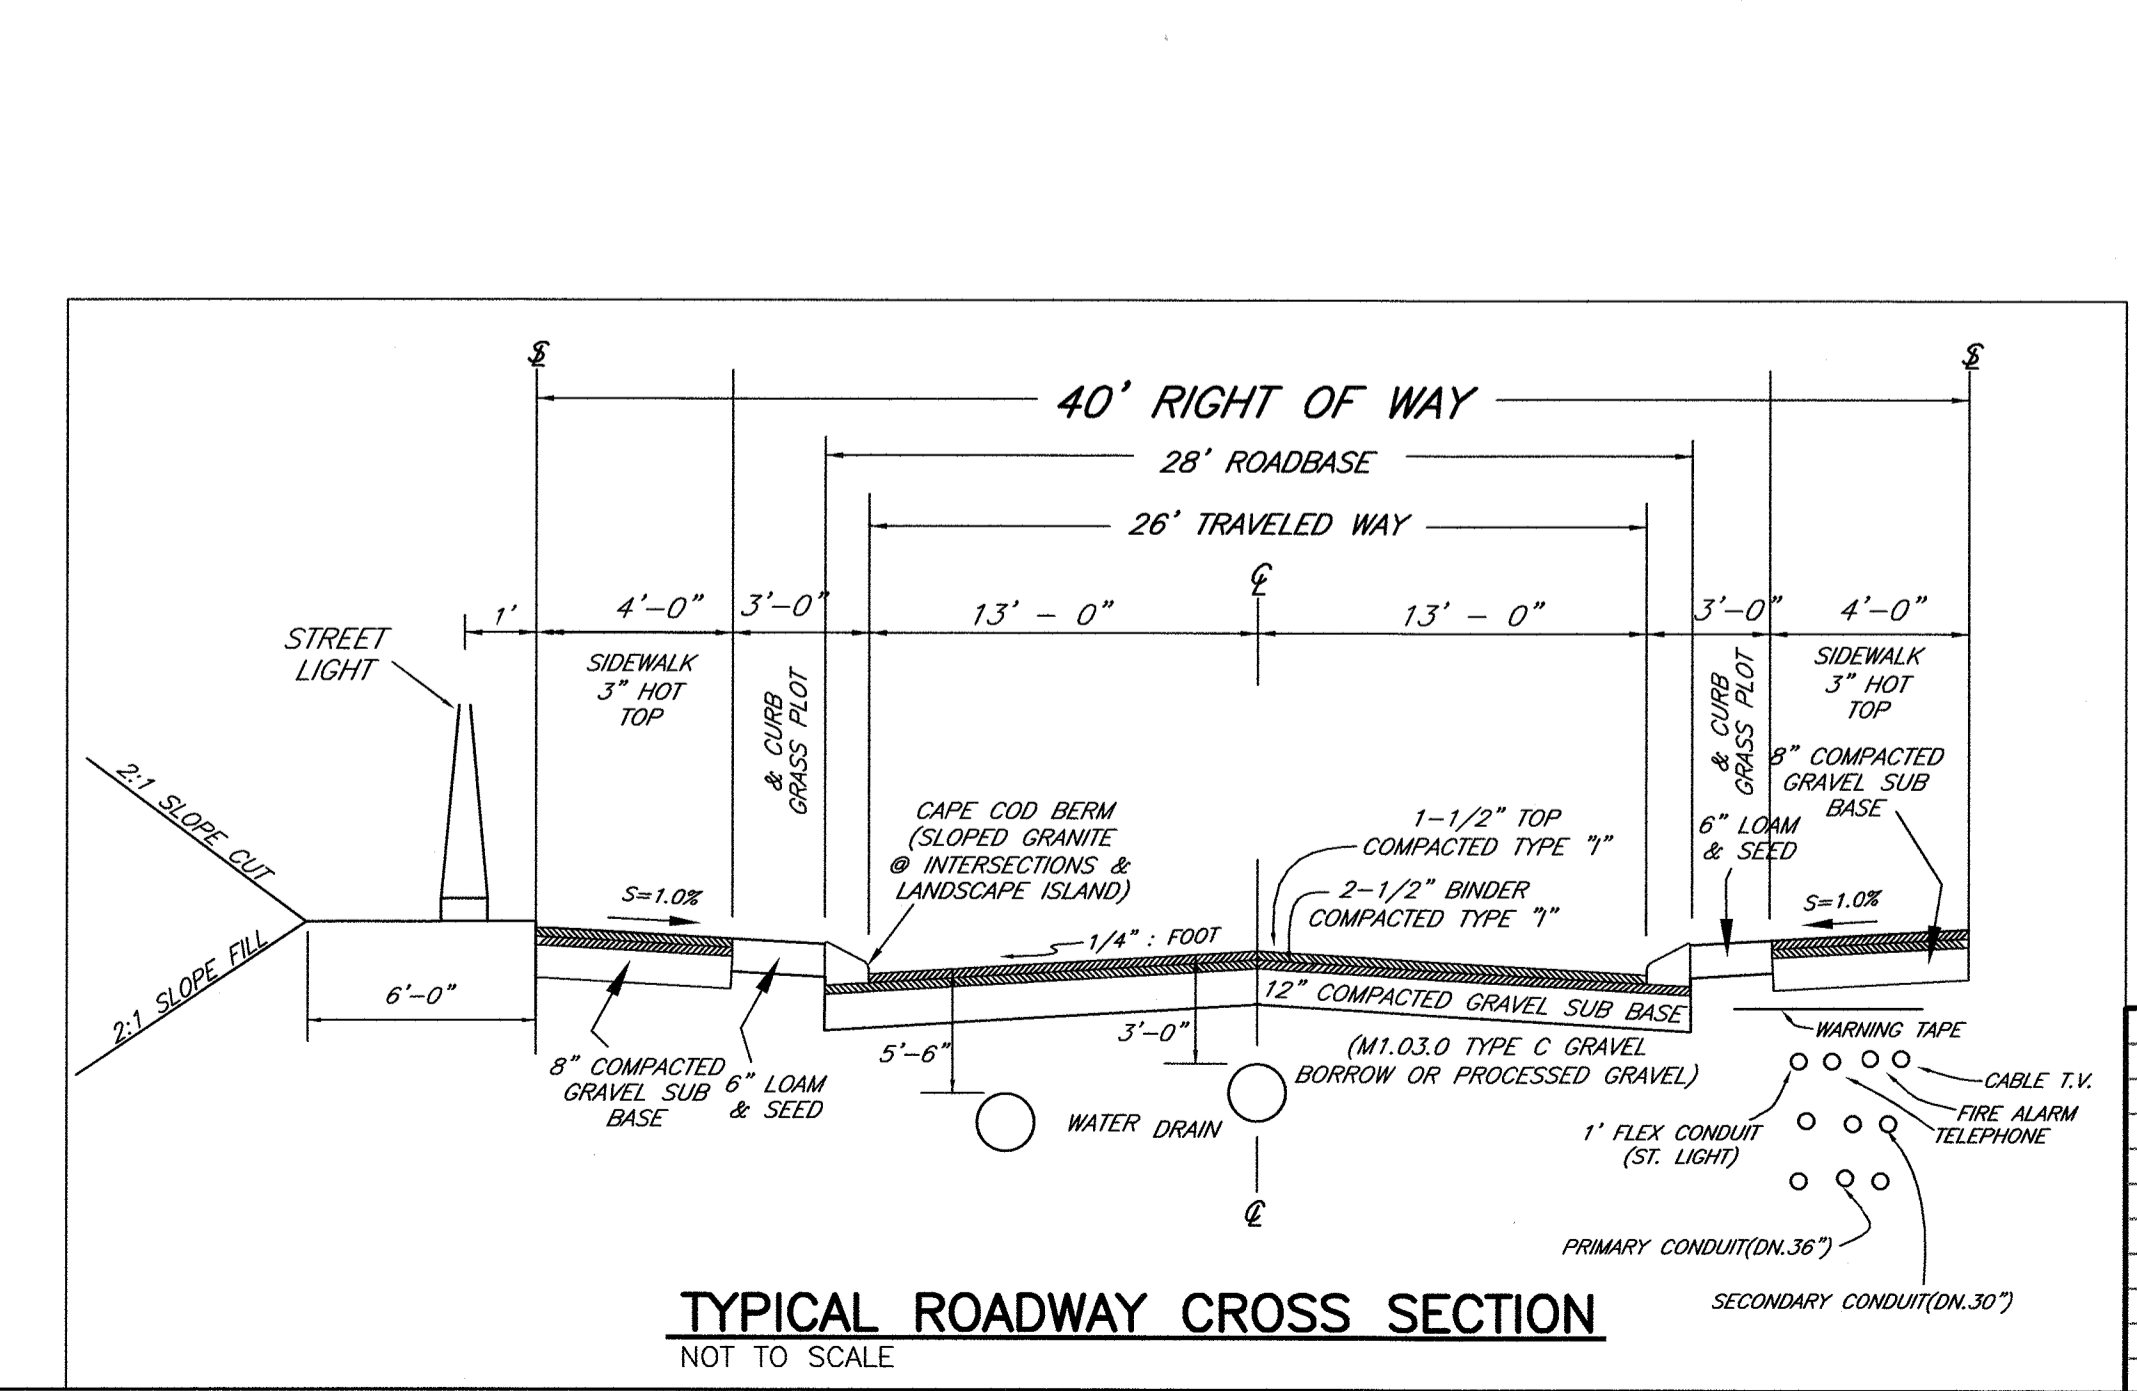 40' RIGHT OF WAY
28' ROADBASE
26' TRAVELED WAY
1'
4'-0"
3'-0"
13' - 0"
13' - 0"
3'-0"
4'-0"
STREET
LIGHT
SIDEWALK
3" HOT
TOP
& CURB
GRASS PLOT
& CURB
GRASS PLOT
SIDEWALK
3" HOT
TOP
8" COMPACTED
GRAVEL SUB
BASE
6" LOAM
& SEED
2:1 SLOPE CUT
2:1 SLOPE FILL
CAPE COD BERM
(SLOPED GRANITE
@ INTERSECTIONS &
LANDSCAPE ISLAND)
1-1/2" TOP
COMPACTED TYPE "I"
2-1/2" BINDER
COMPACTED TYPE "I"
S=1.0%
S=1.0%
1/4" : FOOT
6'-0"
12" COMPACTED GRAVEL SUB BASE
(M1.03.0 TYPE C GRAVEL
BORROW OR PROCESSED GRAVEL)
5'-6"
3'-0"
8" COMPACTED
GRAVEL SUB
BASE
6" LOAM
& SEED
WATER
DRAIN
WARNING TAPE
CABLE T.V.
FIRE ALARM
TELEPHONE
1' FLEX CONDUIT
(ST. LIGHT)
PRIMARY CONDUIT(DN.36")
SECONDARY CONDUIT(DN.30")
TYPICAL ROADWAY CROSS SECTION
NOT TO SCALE